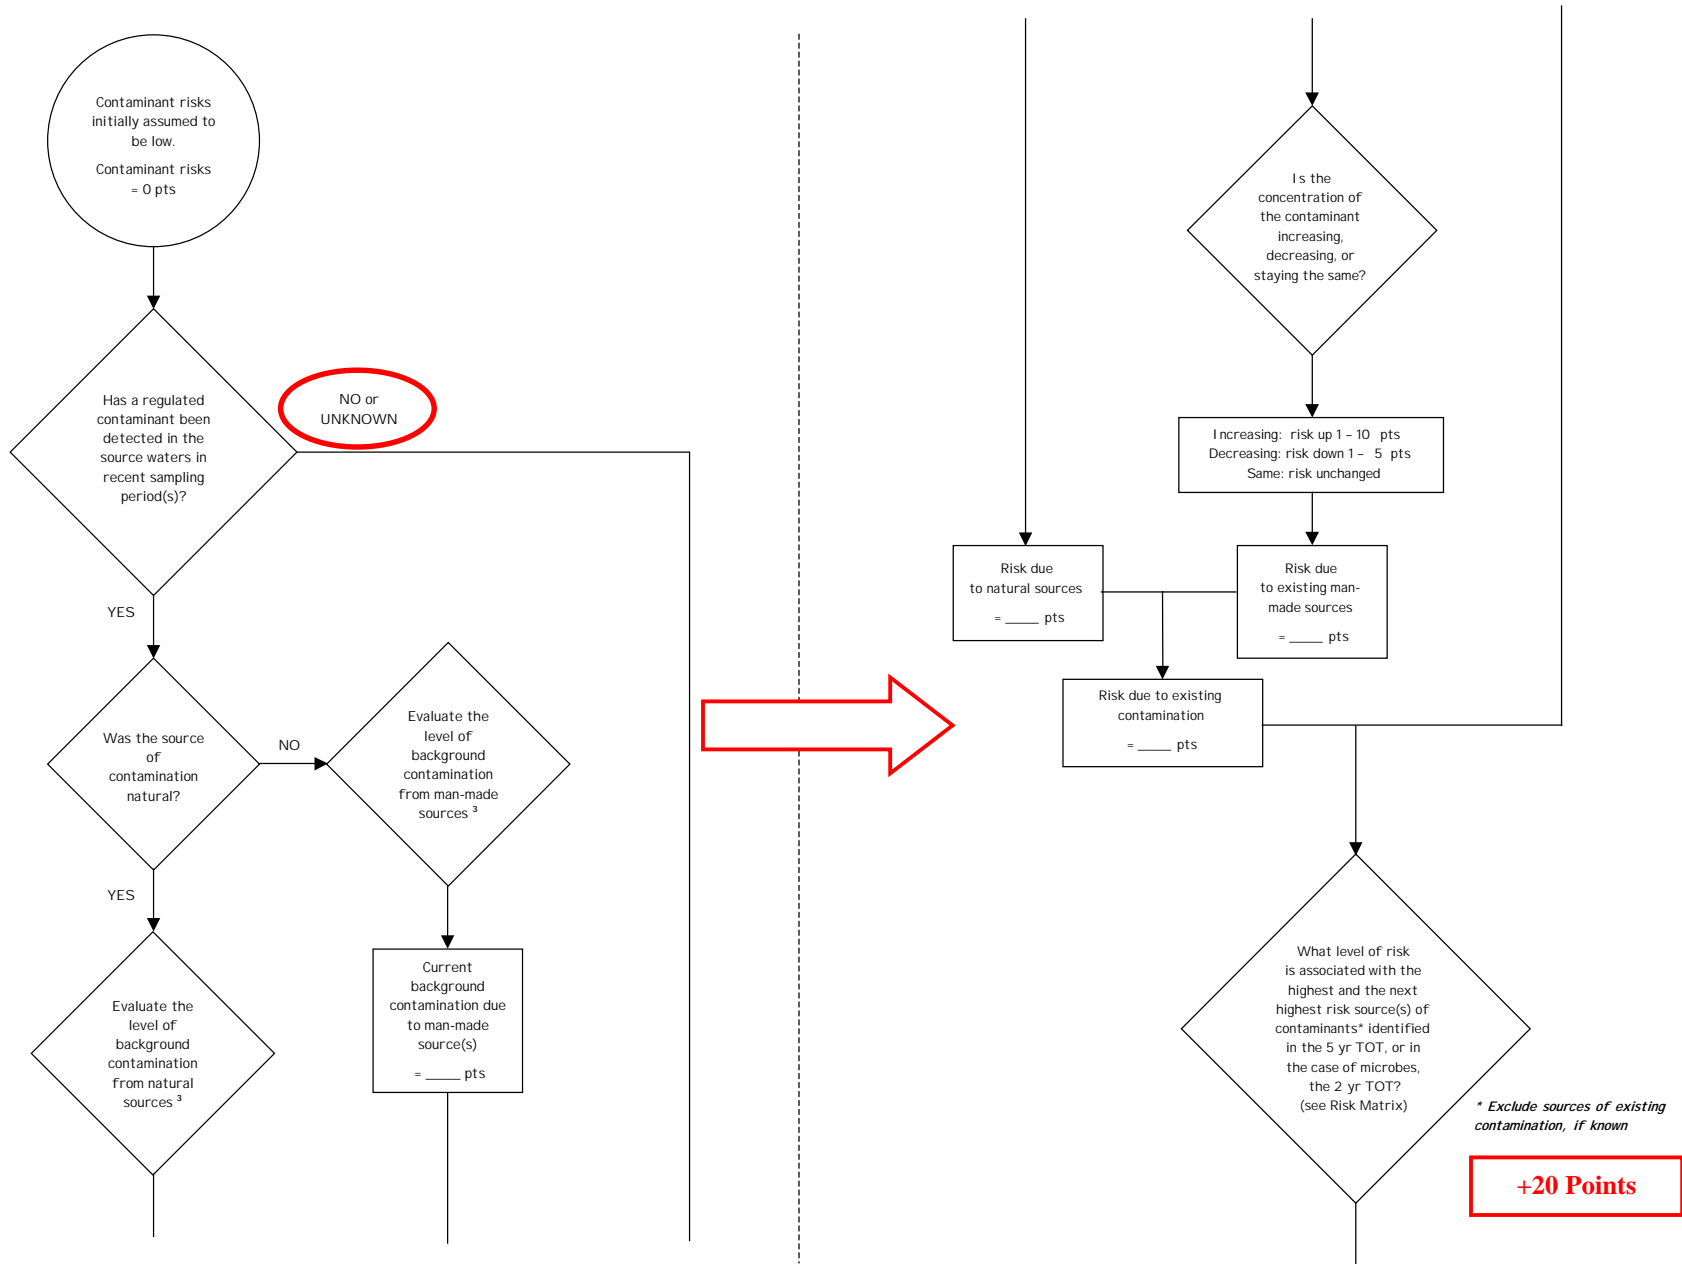 Contaminant risks
initially assumed to
be low.
Contaminant risks
= 0 pts
Has a regulated
contaminant been
detected in the
source waters in
recent sampling
period(s)?
NO or
UNKNOWN
YES
Was the source
of
contamination
natural?
NO
Evaluate the
level of
background
contamination
from man-made
sources ³
YES
Evaluate the
level of
background
contamination
from natural
sources ³
Current
background
contamination due
to man-made
source(s)
= _____ pts
Is the
concentration of
the contaminant
increasing,
decreasing, or
staying the same?
Increasing: risk up 1 – 10 pts
Decreasing: risk down 1 – 5 pts
Same: risk unchanged
Risk due
to natural sources
= _____ pts
Risk due
to existing man-
made sources
= _____ pts
Risk due to existing
contamination
= _____ pts
What level of risk
is associated with the
highest and the next
highest risk source(s) of
contaminants* identified
in the 5 yr TOT, or in
the case of microbes,
the 2 yr TOT?
(see Risk Matrix)
* Exclude sources of existing
contamination, if known
+20 Points